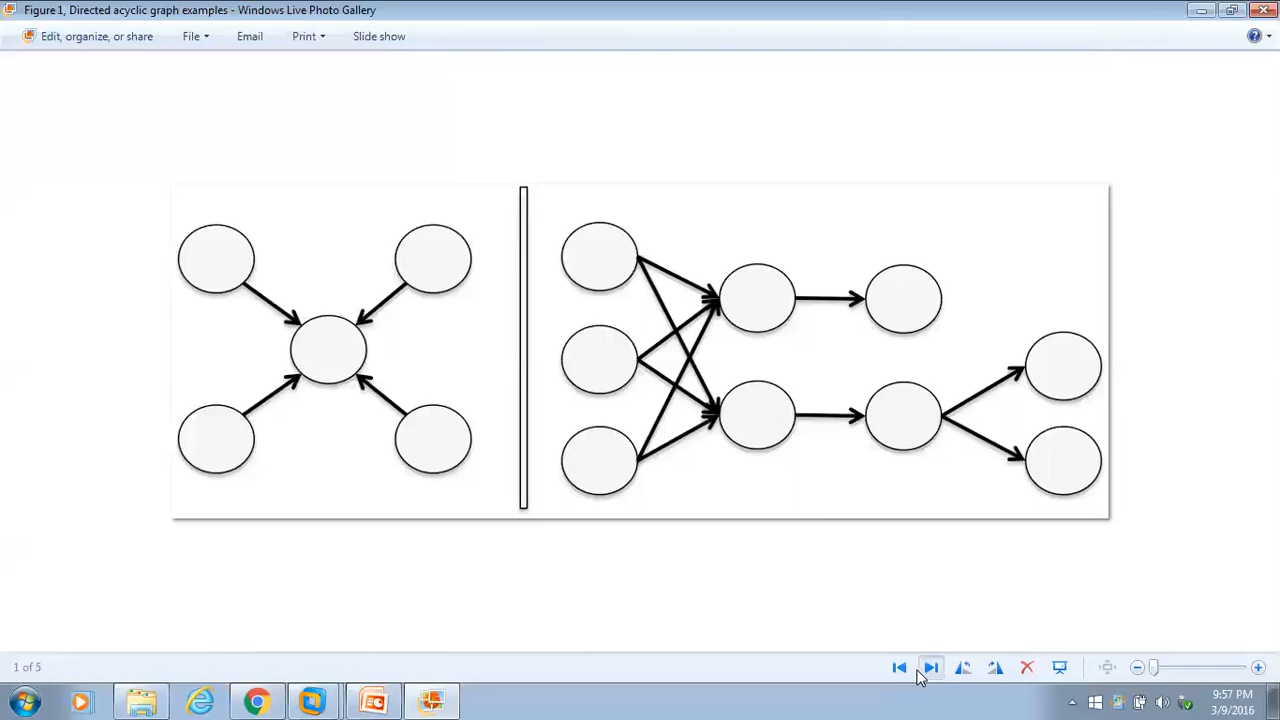 Figure 1, Directed acyclic graph examples - Windows Live Photo Gallery
Edit, organize, or share File Email Print Slide show
1 of 5
9:57 PM
3/9/2016